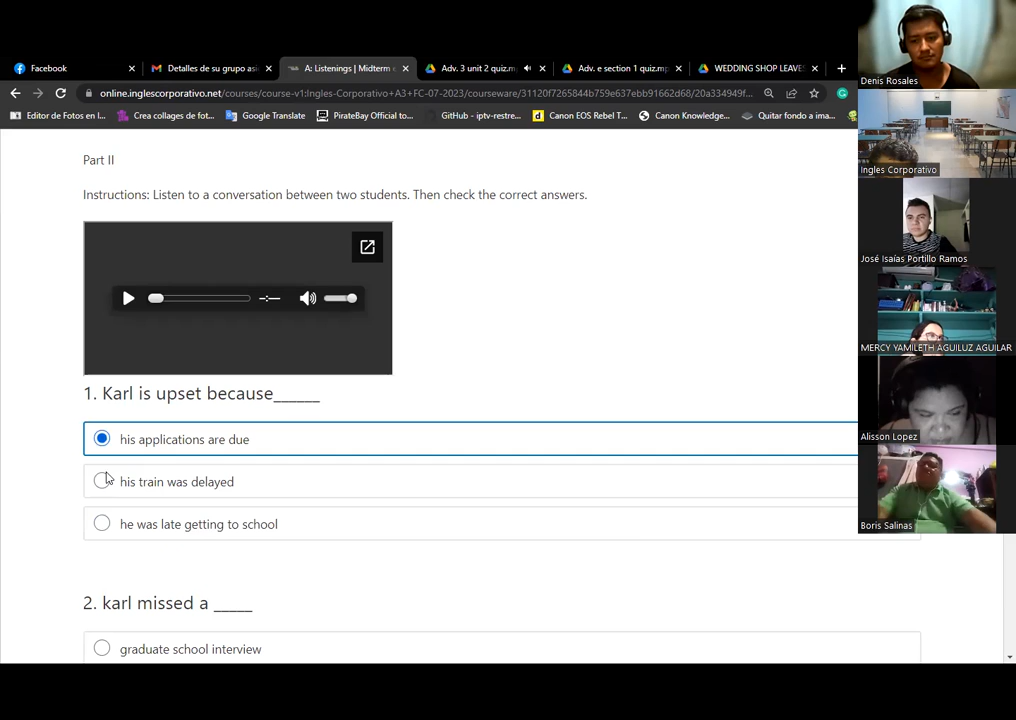 Facebook
Detalles de su grupo asi
A: Listenings | Midterm
Adv. 3 unit 2 quiz.m
Adv. e section 1 quiz.mp
WEDDING SHOP LEAVE
online.inglescorporativo.net/courses/course-v1:Ingles-Corporativo+A3+FC-07-2023/courseware/31120f7265844b759e637ebb91662d68/20a334949f...
Editor de Fotos en l...
Crea collages de fot...
Google Translate
PirateBay Official to...
GitHub - iptv-restre...
Canon EOS Rebel T...
Canon Knowledge...
Quitar fondo a ima...
Part II
Instructions: Listen to a conversation between two students. Then check the correct answers.
1. Karl is upset because______
his applications are due
his train was delayed
he was late getting to school
2. karl missed a _____
graduate school interview
Denis Rosales
Ingles Corporativo
José Isaías Portillo Ramos
MERCY YAMILETH AGUILUZ AGUILAR
Alisson Lopez
Boris Salinas